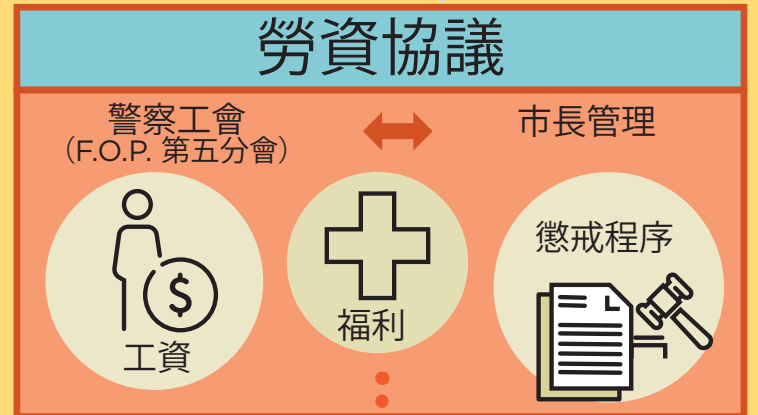 勞資協議
警察工會
（F.O.P. 第五分會）
市長管理
工資
$
福利
懲戒程序